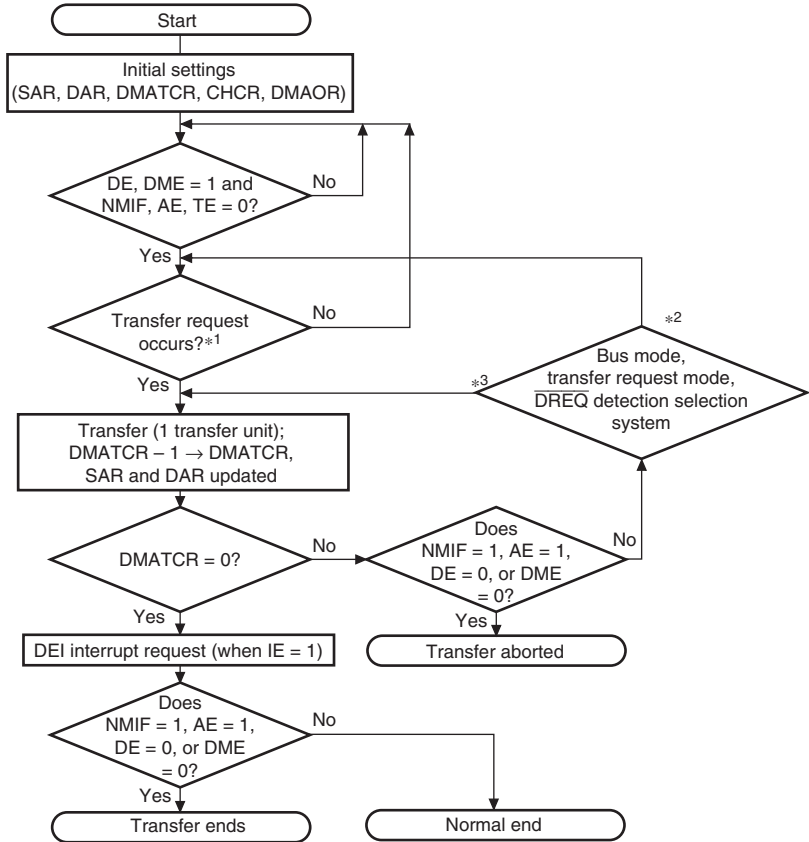 Start
Initial settings
(SAR, DAR, DMATCR, CHCR, DMAOR)
DE, DME = 1 and
NMIF, AE, TE = 0?
No
Yes
Transfer request
occurs?*1
No
Yes
*2
Bus mode,
transfer request mode,
DREQ detection selection
system
*3
Transfer (1 transfer unit);
DMATCR – 1 → DMATCR,
SAR and DAR updated
DMATCR = 0?
No
Yes
Does
NMIF = 1, AE = 1,
DE = 0, or DME
= 0?
No
Yes
Transfer aborted
DEI interrupt request (when IE = 1)
Does
NMIF = 1, AE = 1,
DE = 0, or DME
= 0?
No
Yes
Transfer ends
Normal end